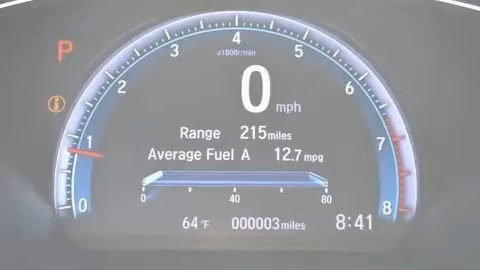 P
0 1 2 3 4 5 6 7 8
x1000r/min
0 mph
Range 215 miles
Average Fuel A 12.7 mpg
0 40 80
64 °F 000003 miles 8:41